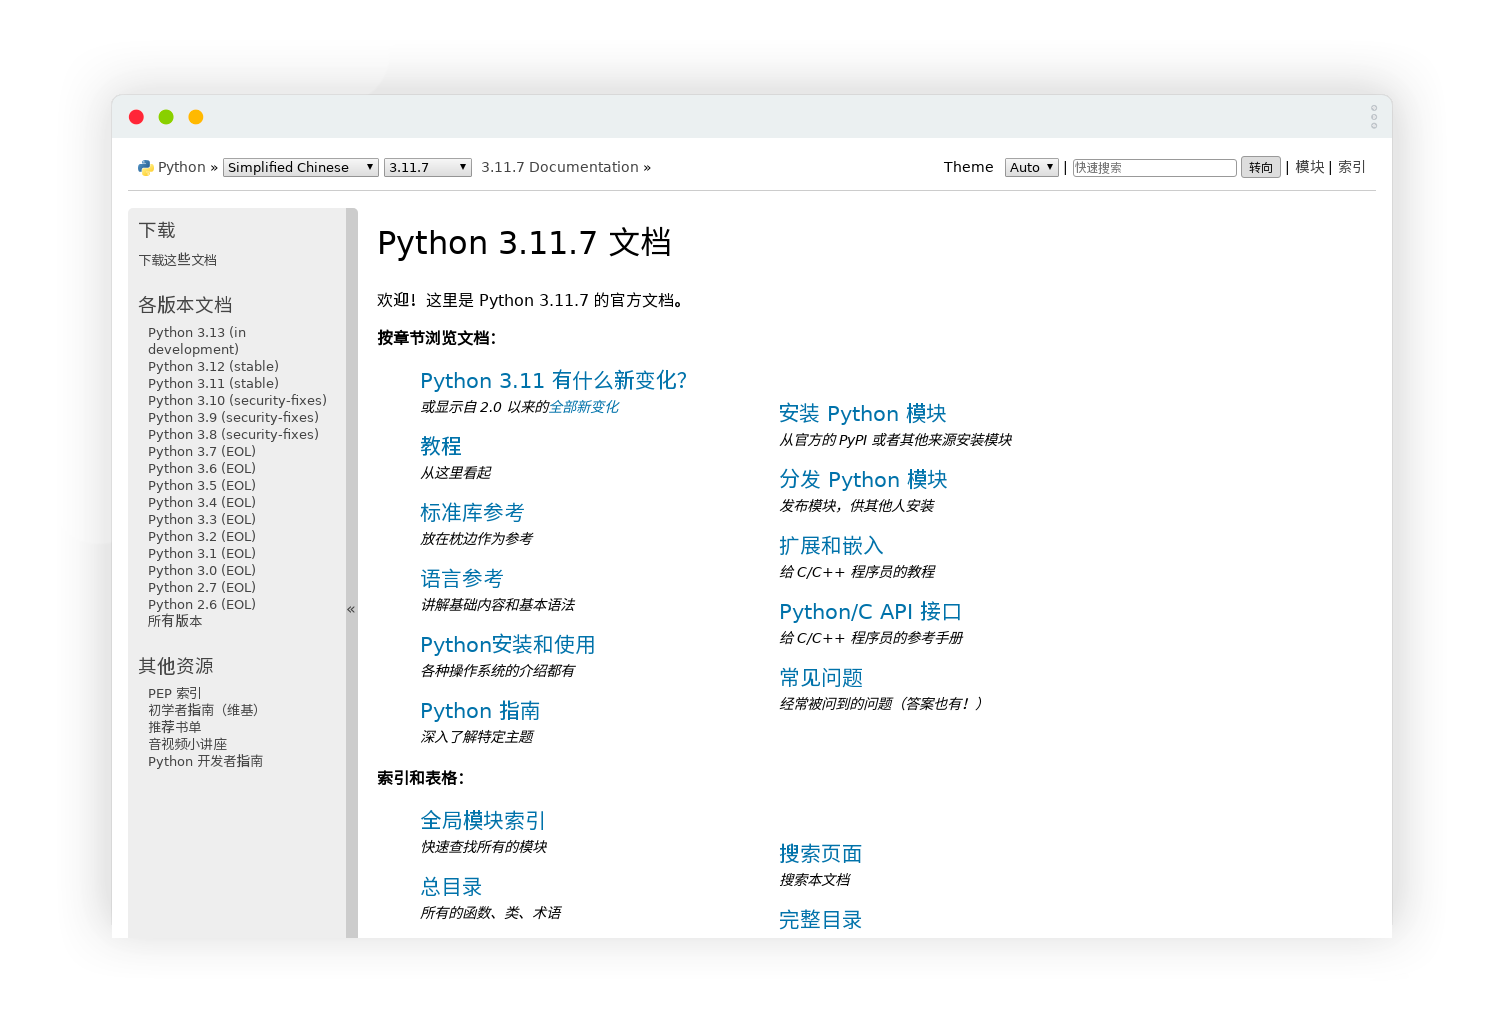 Python » Simplified Chinese 3.11.7 3.11.7 Documentation » Theme Auto | 快速搜索 转向 | 模块 | 索引
下载
下载这些文档
各版本文档
Python 3.13 (in
development)
Python 3.12 (stable)
Python 3.11 (stable)
Python 3.10 (security-fixes)
Python 3.9 (security-fixes)
Python 3.8 (security-fixes)
Python 3.7 (EOL)
Python 3.6 (EOL)
Python 3.5 (EOL)
Python 3.4 (EOL)
Python 3.3 (EOL)
Python 3.2 (EOL)
Python 3.1 (EOL)
Python 3.0 (EOL)
Python 2.7 (EOL)
Python 2.6 (EOL)
所有版本
其他资源
PEP 索引
初学者指南（维基）
推荐书单
音视频小讲座
Python 开发者指南
«
Python 3.11.7 文档
欢迎！这里是 Python 3.11.7 的官方文档。
按章节浏览文档：
Python 3.11 有什么新变化？
或显示自 2.0 以来的全部新变化
教程
从这里看起
标准库参考
放在枕边作为参考
语言参考
讲解基础内容和基本语法
Python安装和使用
各种操作系统的介绍都有
Python 指南
深入了解特定主题
安装 Python 模块
从官方的 PyPI 或者其他来源安装模块
分发 Python 模块
发布模块，供其他人安装
扩展和嵌入
给 C/C++ 程序员的教程
Python/C API 接口
给 C/C++ 程序员的参考手册
常见问题
经常被问到的问题（答案也有！）
索引和表格：
全局模块索引
快速查找所有的模块
总目录
所有的函数、类、术语
搜索页面
搜索本文档
完整目录